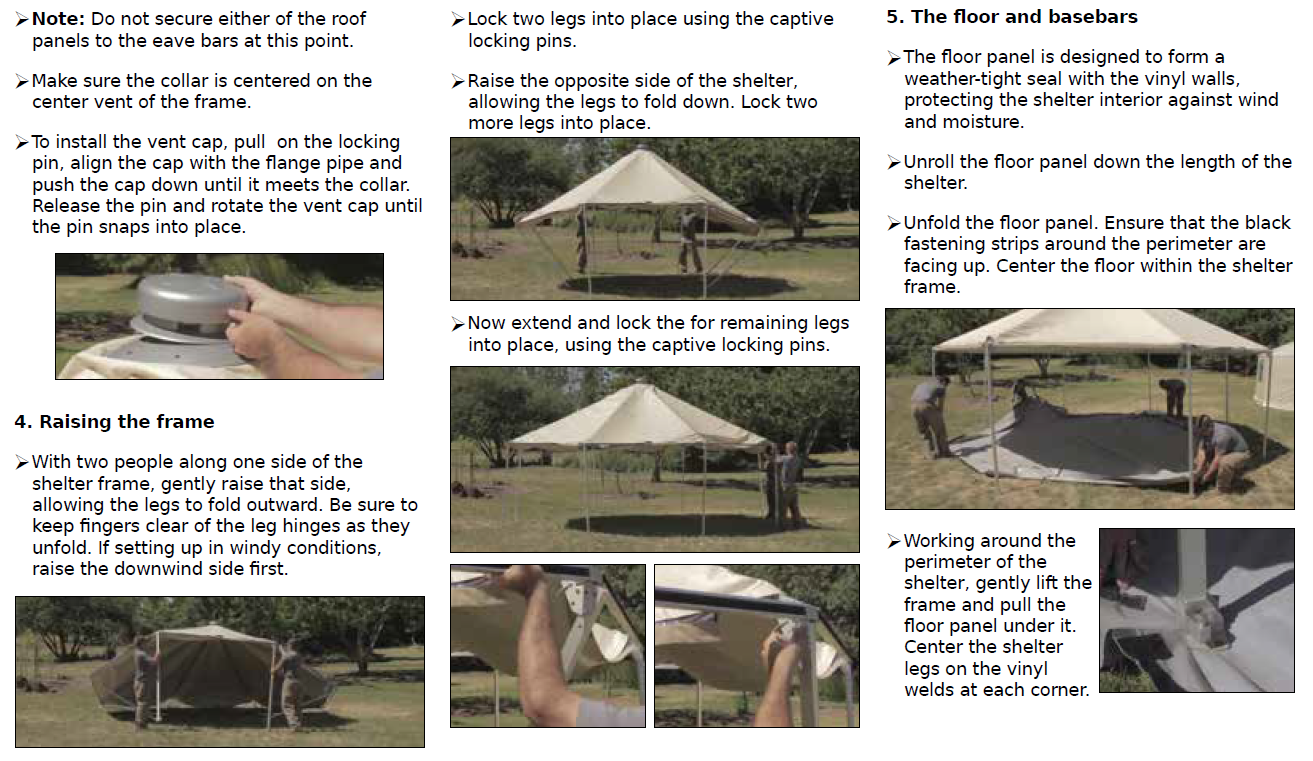 ➢Note: Do not secure either of the roof
panels to the eave bars at this point.
➢Make sure the collar is centered on the
center vent of the frame.
➢To install the vent cap, pull  on the locking
pin, align the cap with the flange pipe and
push the cap down until it meets the collar.
Release the pin and rotate the vent cap until
the pin snaps into place.
4. Raising the frame
➢With two people along one side of the
shelter frame, gently raise that side,
allowing the legs to fold outward. Be sure to
keep fingers clear of the leg hinges as they
unfold. If setting up in windy conditions,
raise the downwind side first.
➢Lock two legs into place using the captive
locking pins.
➢Raise the opposite side of the shelter,
allowing the legs to fold down. Lock two
more legs into place.
➢Now extend and lock the for remaining legs
into place, using the captive locking pins.
5. The floor and basebars
➢The floor panel is designed to form a
weather-tight seal with the vinyl walls,
protecting the shelter interior against wind
and moisture.
➢Unroll the floor panel down the length of the
shelter.
➢Unfold the floor panel. Ensure that the black
fastening strips around the perimeter are
facing up. Center the floor within the shelter
frame.
➢Working around the
perimeter of the
shelter, gently lift the
frame and pull the
floor panel under it.
Center the shelter
legs on the vinyl
welds at each corner.